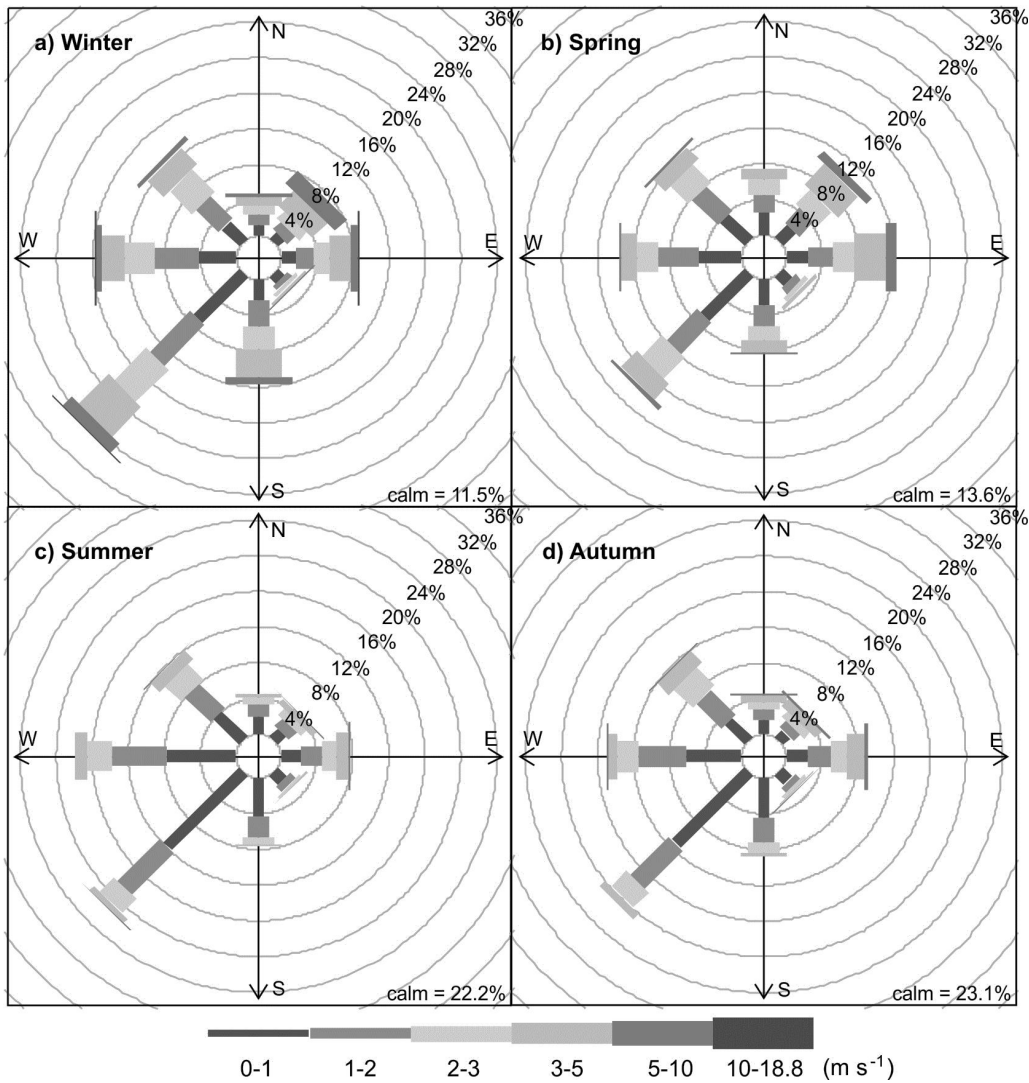 a) Winter
N
W
E
S
4%
8%
12%
16%
20%
24%
28%
32%
36%
calm = 11.5%
b) Spring
N
W
E
S
4%
8%
12%
16%
20%
24%
28%
32%
36%
calm = 13.6%
c) Summer
N
W
E
S
4%
8%
12%
16%
20%
24%
28%
32%
36%
calm = 22.2%
d) Autumn
N
W
E
S
4%
8%
12%
16%
20%
24%
28%
32%
36%
calm = 23.1%
0-1 1-2 2-3 3-5 5-10 10-18.8 (m s⁻¹)